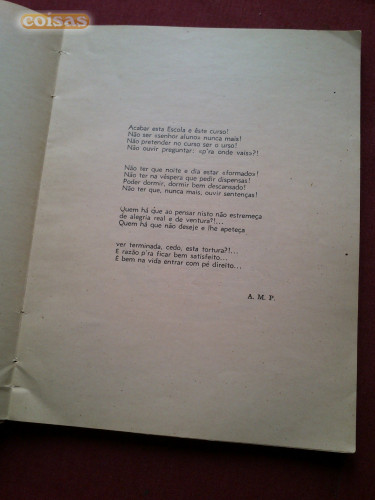 coisas
Acabar esta Escola e êste curso!
Não ser «senhor aluno» nunca mais!
Não pretender no curso ser o urso!
Não ouvir preguntar: «p'ra onde vais»?!
Não ter que noite e dia estar «formado»!
Não ter na véspera que pedir dispensas!
Poder dormir, dormir bem descansado!
Não ter que, nunca mais, ouvir sentenças!
Quem há que ao pensar nisto não estremeça
de alegria real e de ventura?!...
Quem há que não deseje e lhe apeteça
ver terminada, cedo, esta tortura?!...
E razão p'ra ficar bem satisfeito...
E bem na vida entrar com pé direito...
A. M. P.